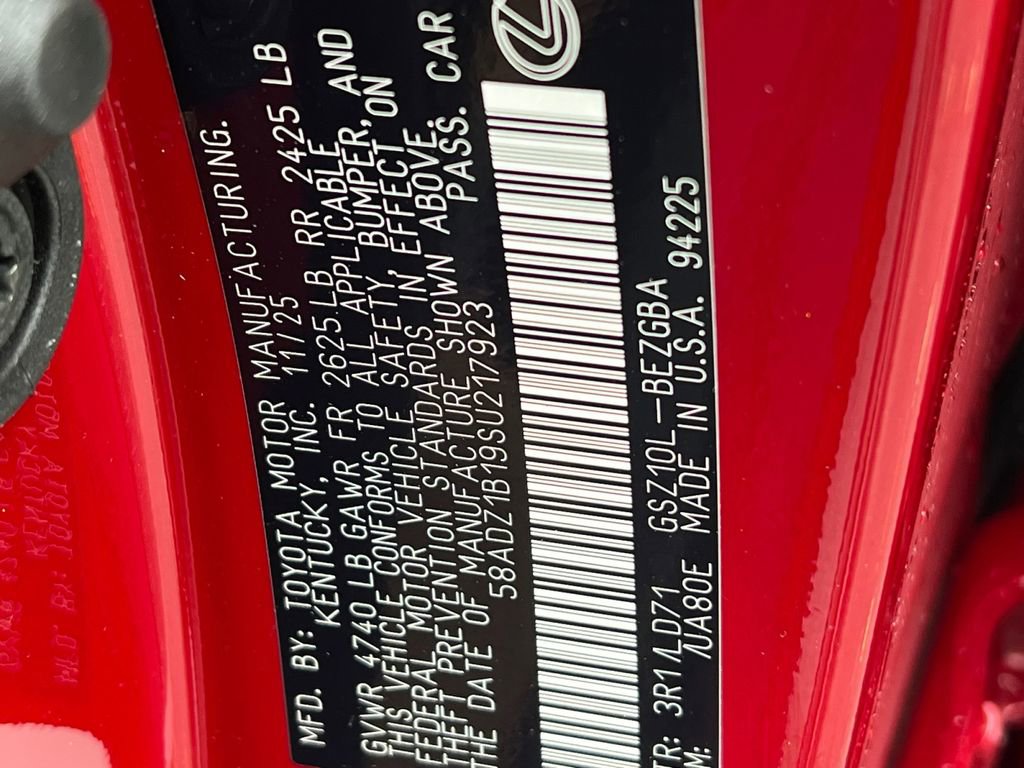 MFD. BY: TOYOTA MOTOR MANUFACTURING.
KENTUCKY, INC. 11/25
GVWR 4740 LB GAWR FR 2625 LB RR 2425 LB
THIS VEHICLE CONFORMS TO ALL APPLICABLE
FEDERAL MOTOR VEHICLE SAFETY, BUMPER, AND
THEFT PREVENTION STANDARDS IN EFFECT ON
THE DATE OF MANUFACTURE SHOWN ABOVE.
58ADZ1B19SU217923 PASS. CAR
TR: 3R1/LD71 GSZ10L-BEZGBA
M: UA80E MADE IN U.S.A. 94225